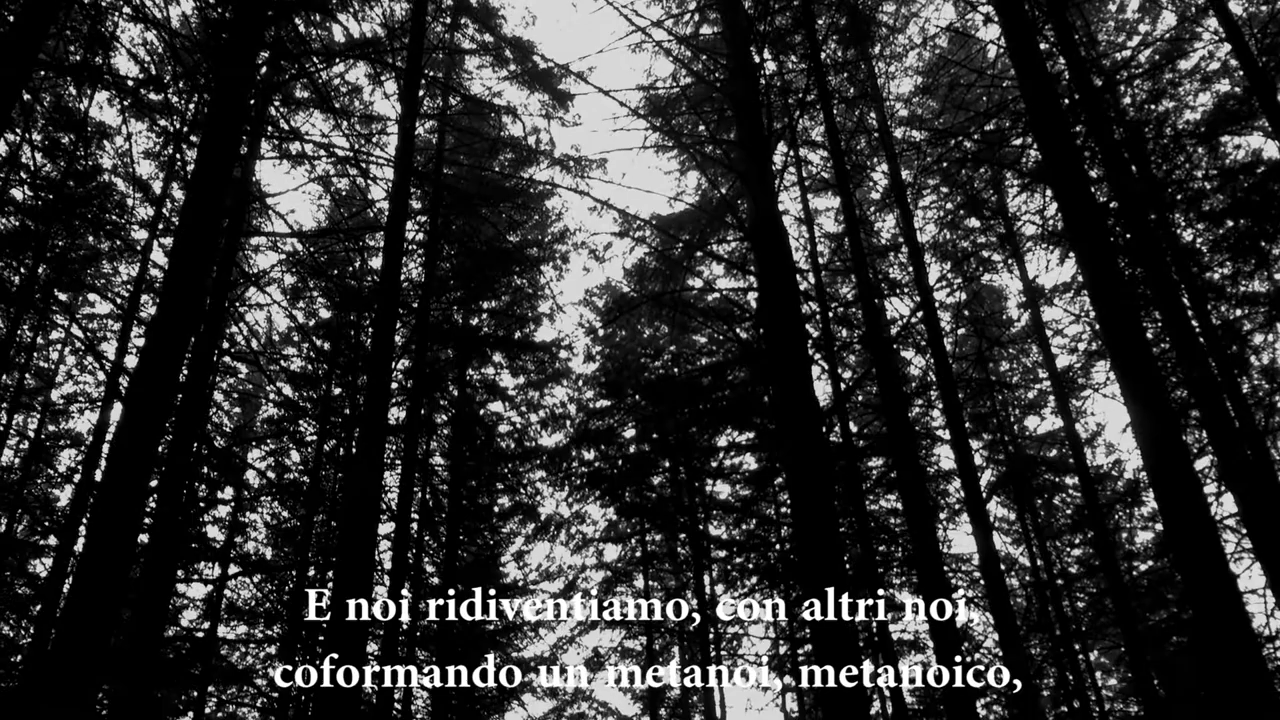 E noi ridiventiamo, con altri noi,
coformando un metanoi, metanoico,